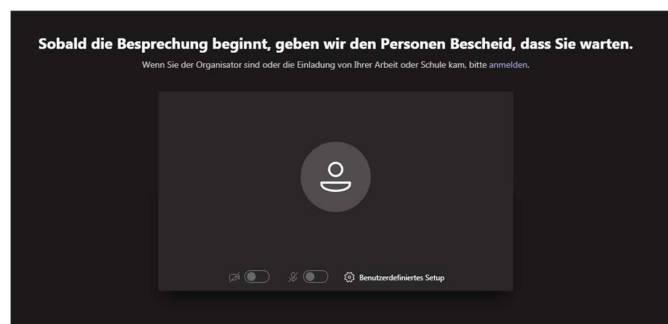 Sobald die Besprechung beginnt, geben wir den Personen Bescheid, dass Sie warten.
Wenn Sie der Organisator sind oder die Einladung von Ihrer Arbeit oder Schule kam, bitte anmelden.
Benutzerdefiniertes Setup